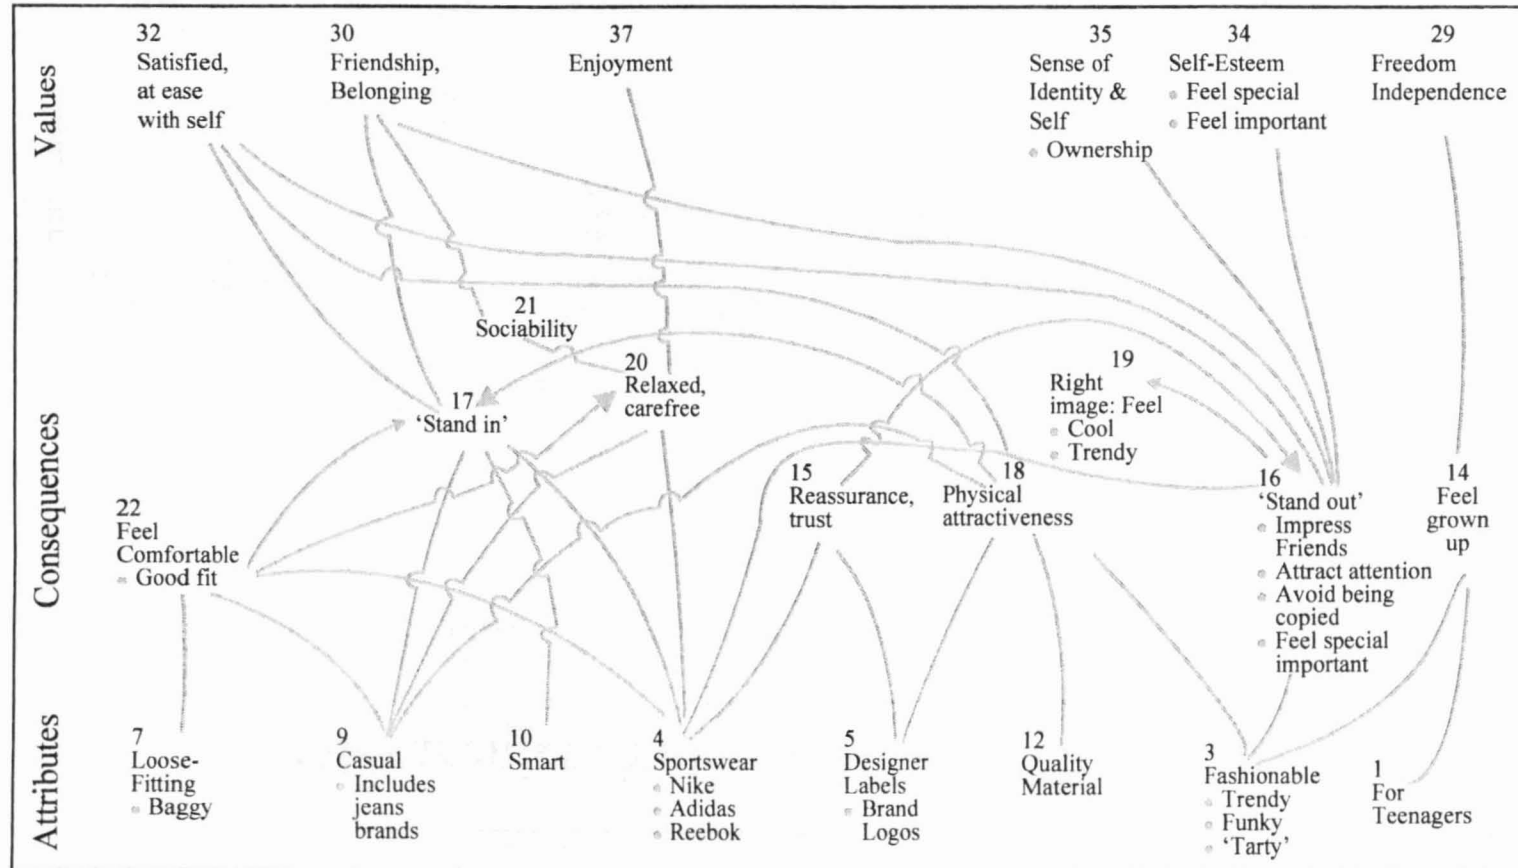 Values
32
Satisfied,
at ease
with self
30
Friendship,
Belonging
37
Enjoyment
35
Sense of
Identity &
Self
Ownership
34
Self-Esteem
Feel special
Feel important
29
Freedom
Independence
Consequences
21
Sociability
20
Relaxed,
carefree
17
‘Stand in’
19
Right
image: Feel
Cool
Trendy
22
Feel
Comfortable
Good fit
15
Reassurance,
trust
18
Physical
attractiveness
16
‘Stand out’
Impress
Friends
Attract attention
Avoid being
copied
Feel special
important
14
Feel
grown
up
Attributes
7
Loose-
Fitting
Baggy
9
Casual
Includes
jeans
brands
10
Smart
4
Sportswear
Nike
Adidas
Reebok
5
Designer
Labels
Brand
Logos
12
Quality
Material
3
Fashionable
Trendy
Funky
‘Tarty’
1
For
Teenagers